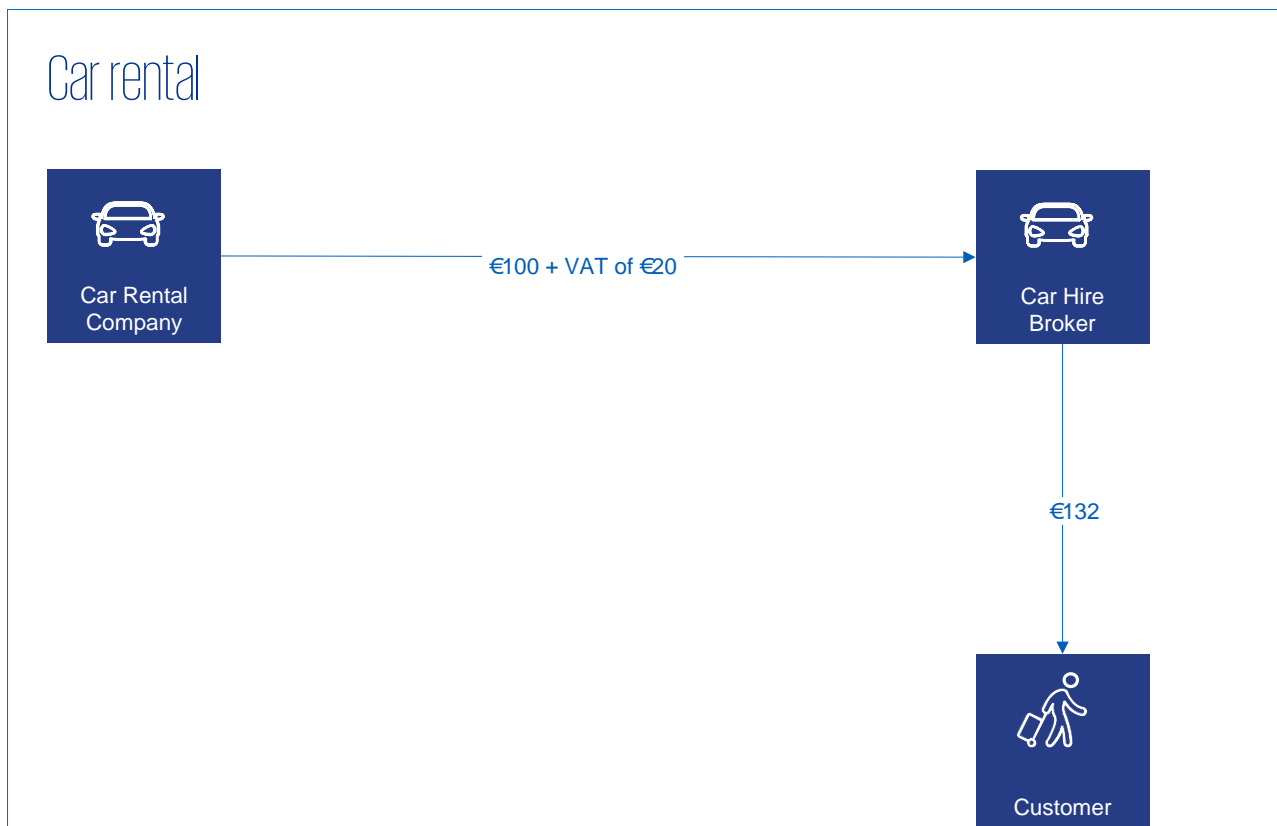 Car rental
Car Rental
Company
€100 + VAT of €20
Car Hire
Broker
€132
Customer